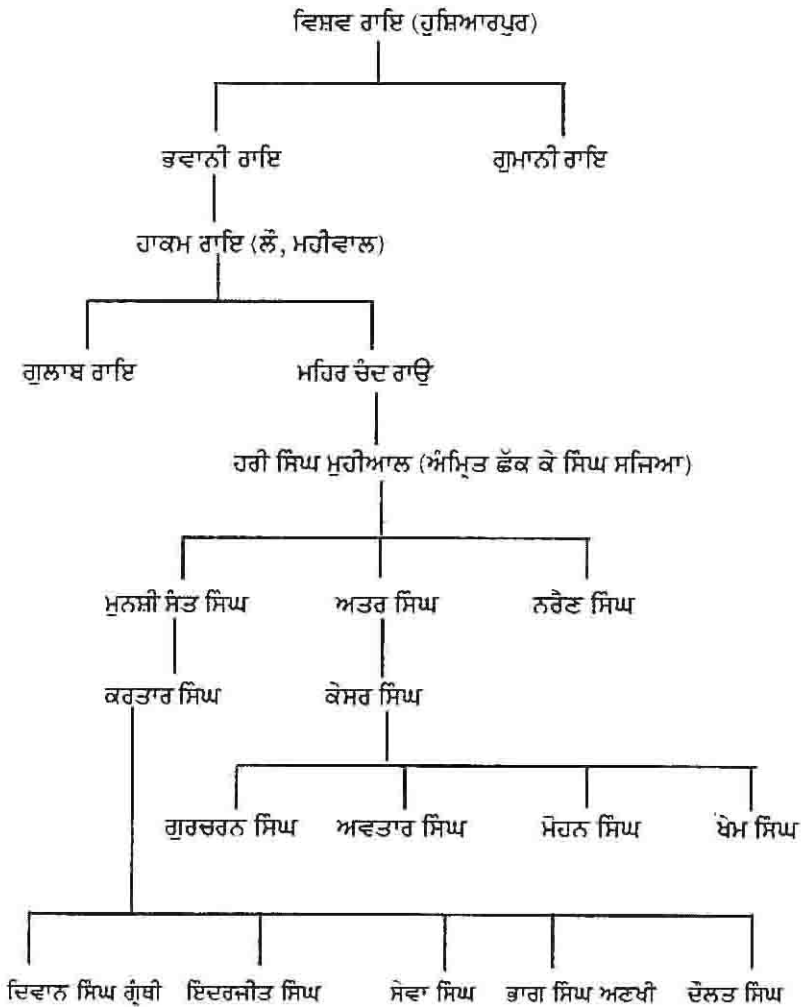 ਵਿਸ਼ਵ ਰਾਇ (ਹੁਸ਼ਿਆਰਪੁਰ)
ਭਵਾਨੀ ਰਾਇ ਗੁਮਾਨੀ ਰਾਇ
ਹਾਕਮ ਰਾਇ (ਲੌ, ਮਹੀਵਾਲ)
ਗੁਲਾਬ ਰਾਇ ਮਹਿਰ ਚੰਦ ਰਾਉ
ਹਰੀ ਸਿੰਘ ਮੁਹੀਆਲ (ਅੰਮ੍ਰਿਤ ਛੱਕ ਕੇ ਸਿੰਘ ਸਜਿਆ)
ਮੁਨਸ਼ੀ ਸੰਤ ਸਿੰਘ ਅਤਰ ਸਿੰਘ ਨਰੈਣ ਸਿੰਘ
ਕਰਤਾਰ ਸਿੰਘ ਕੇਸਰ ਸਿੰਘ
ਗੁਰਚਰਨ ਸਿੰਘ ਅਵਤਾਰ ਸਿੰਘ ਮੋਹਨ ਸਿੰਘ ਖੇਮ ਸਿੰਘ
ਦਿਵਾਨ ਸਿੰਘ ਗ੍ਰੰਥੀ ਇੰਦਰਜੀਤ ਸਿੰਘ ਸੇਵਾ ਸਿੰਘ ਭਾਗ ਸਿੰਘ ਅਣਖੀ ਦੌਲਤ ਸਿੰਘ